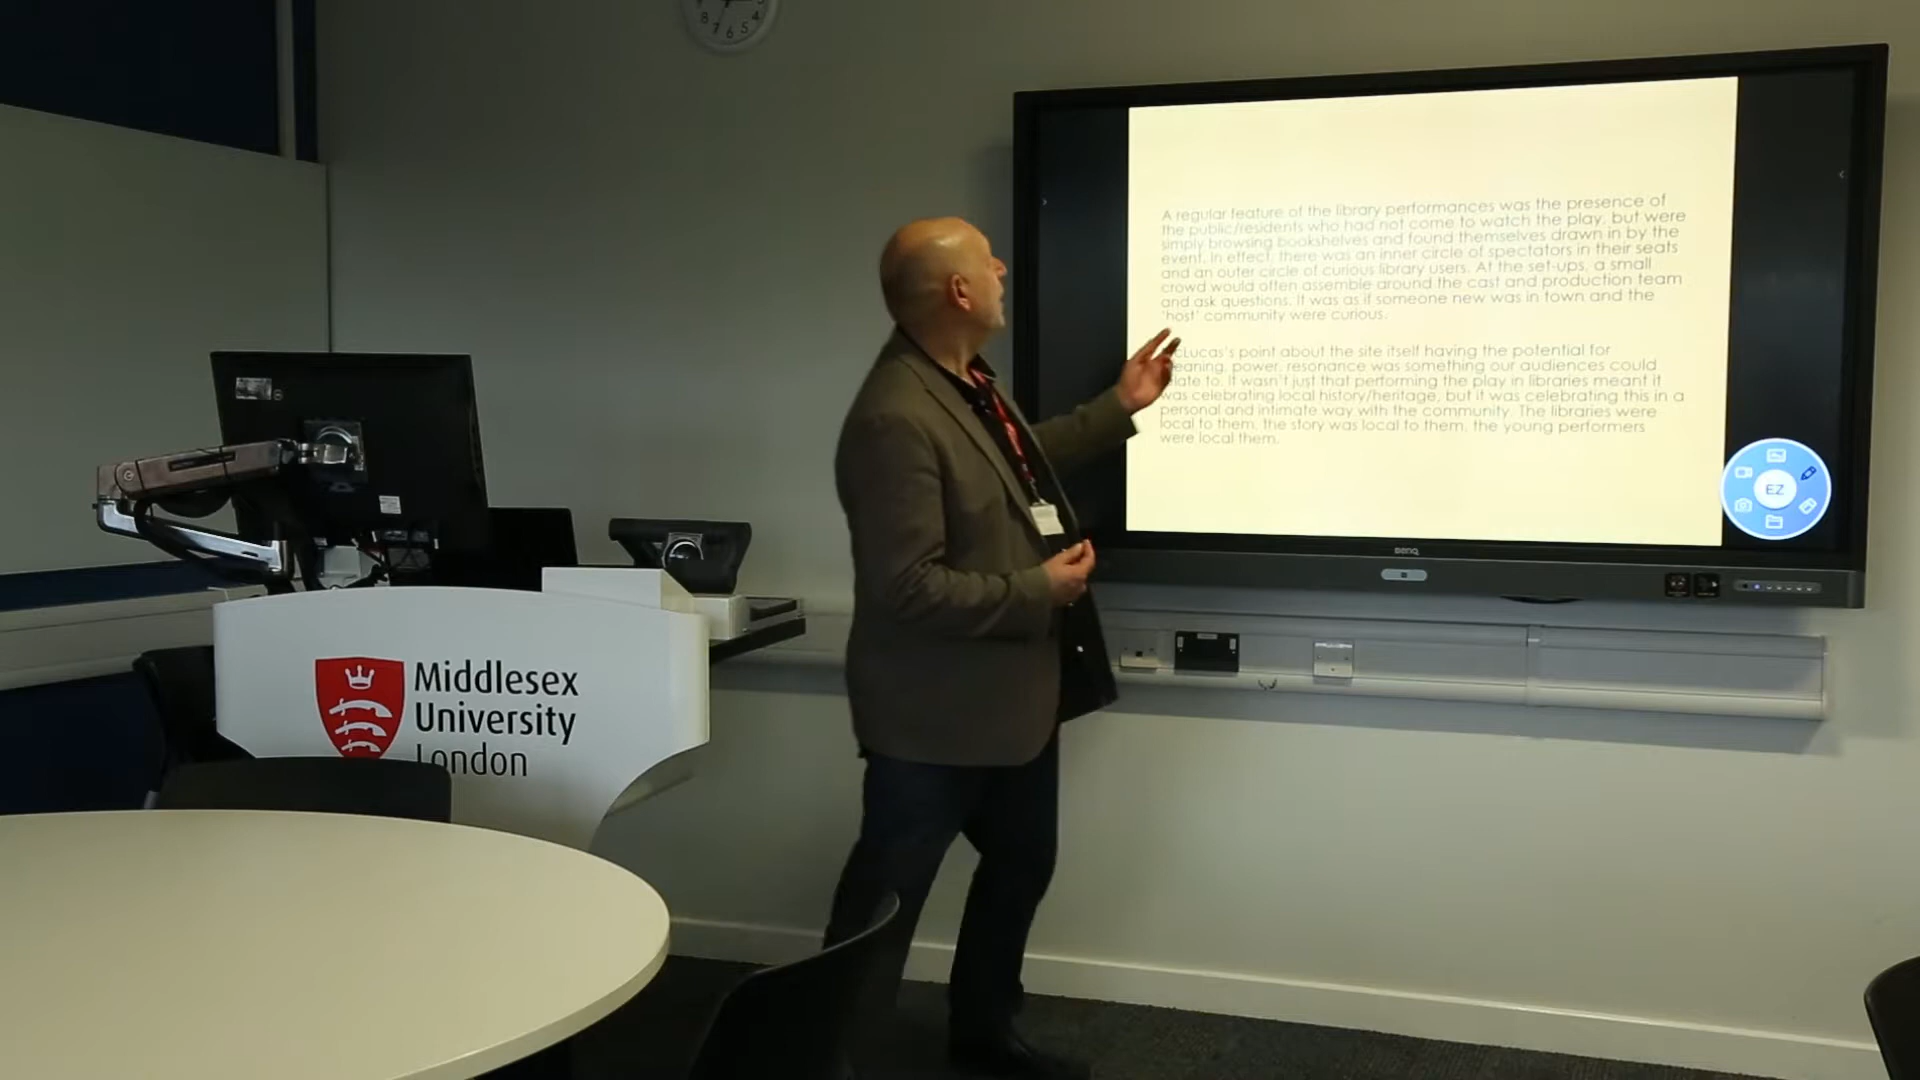 8 7 6 5 4
A regular feature of the library performances was the presence of
the public/residents who had not come to watch the play, but were
simply browsing bookshelves and found themselves drawn in by the
event. In effect, there was an inner circle of spectators in their seats
and an outer circle of curious library users. At the set-ups, a small
crowd would often assemble around the cast and production team
and ask questions. It was as if someone new was in town and the
'host' community were curious.
cLucas's point about the site itself having the potential for
eaning, power, resonance was something our audiences could
late to. It wasn't just that performing the play in libraries meant it
was celebrating local history/heritage, but it was celebrating this in a
personal and intimate way with the community. The libraries were
local to them, the story was local to them, the young performers
were local them.
EZ
BenQ
Middlesex
University
London